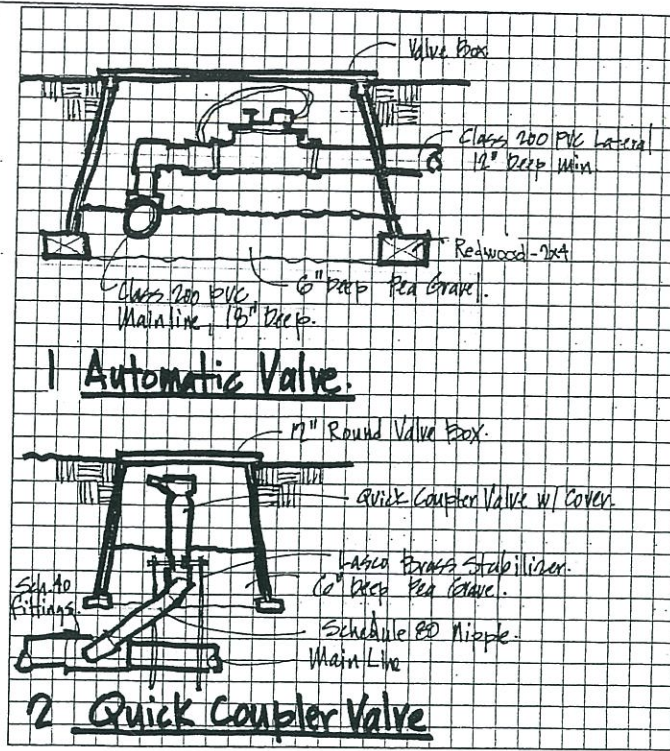 Valve Box
Class 200 PVC Lateral
12" Deep min.
Redwood-2x4
6" Deep Pea Gravel.
Class 200 PVC,
Mainline, 18" Deep.
1 Automatic Valve.
12" Round Valve Box.
Quick Coupler Valve w/ Cover.
Lasco Brass Stabilizer.
6" Deep Pea Gravel.
Sch. 40
Fittings.
Schedule 80 Nipple.
Main Line
2 Quick Coupler Valve